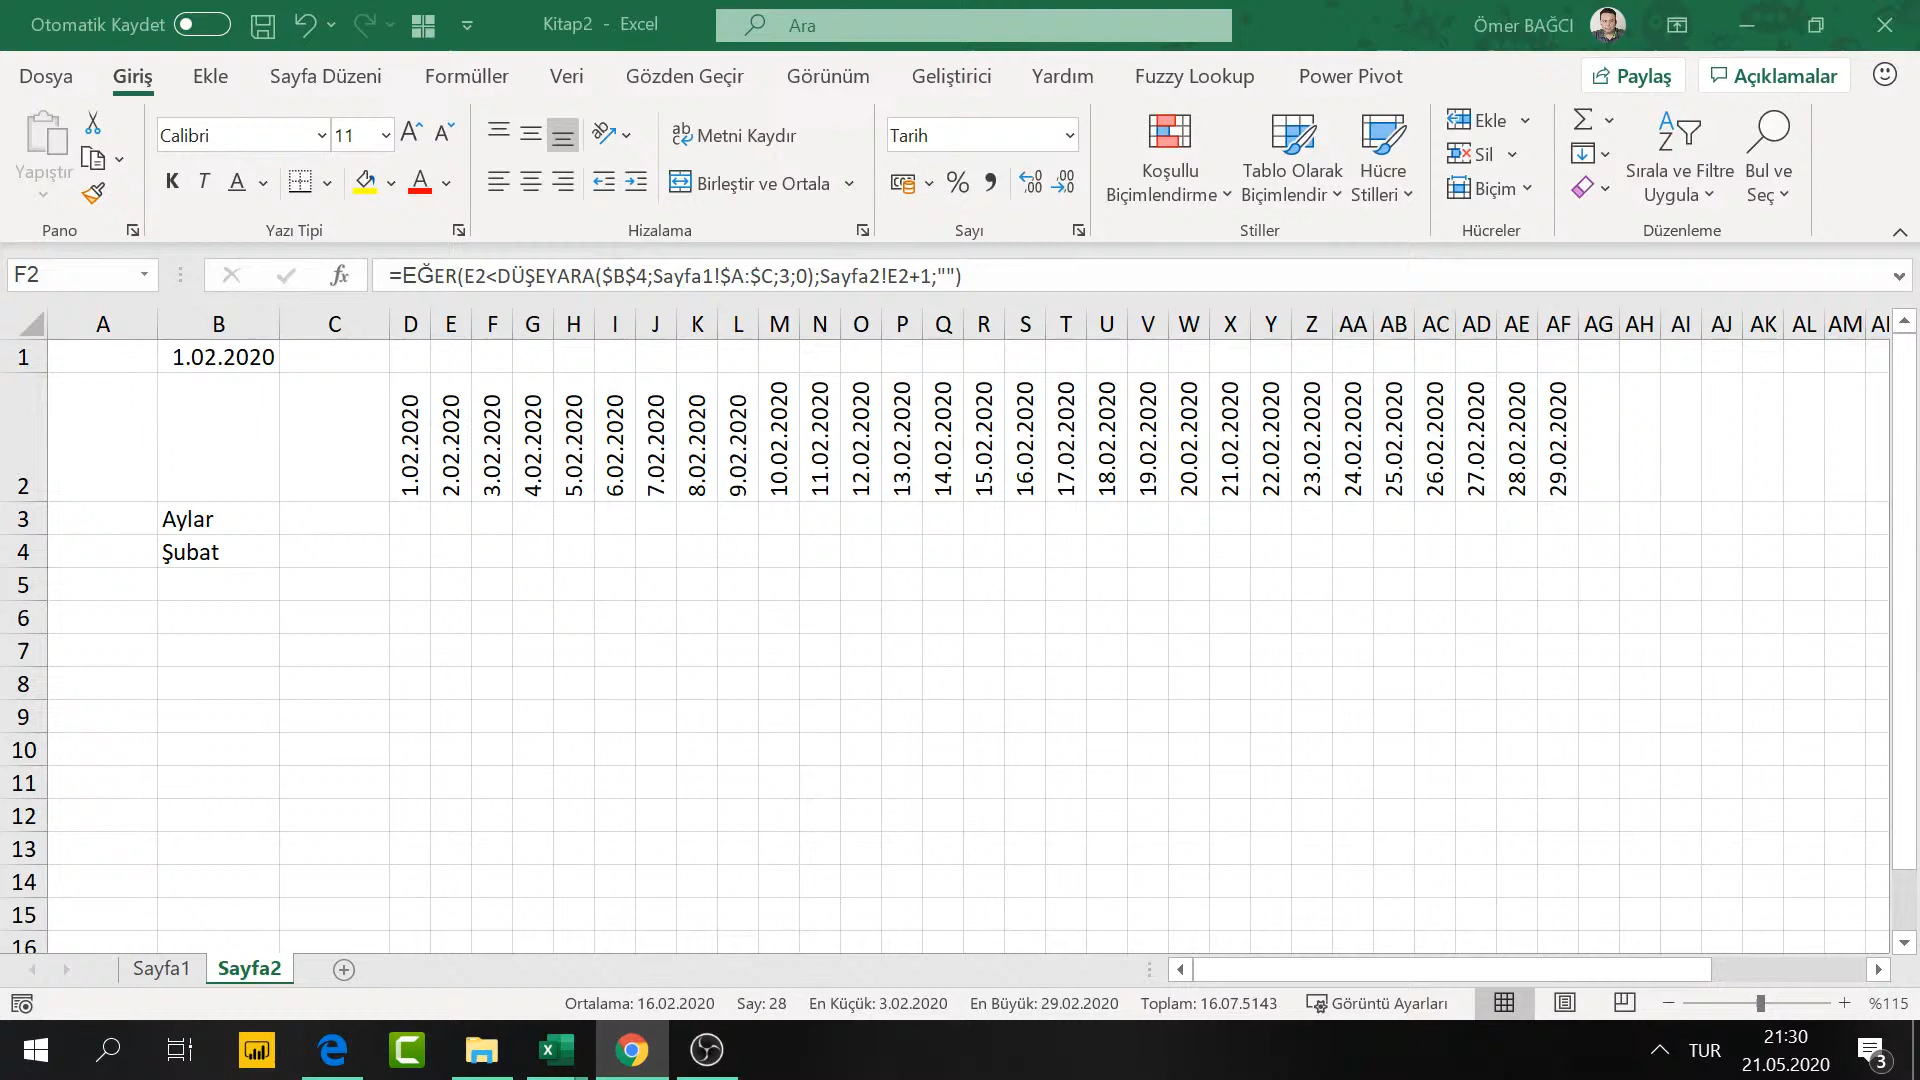 Otomatik Kaydet
Kitap2 - Excel
Ara
Ömer BAĞCI
Dosya Giriş Ekle Sayfa Düzeni Formüller Veri Gözden Geçir Görünüm Geliştirici Yardım Fuzzy Lookup Power Pivot
Paylaş Açıklamalar
Yapıştır
Pano
Calibri 11
K T A
Yazı Tipi
Metni Kaydır
Birleştir ve Ortala
Hizalama
Tarih
Sayı
Koşullu Biçimlendirme
Tablo Olarak Biçimlendir
Hücre Stilleri
Stiller
Ekle
Sil
Biçim
Hücreler
Sırala ve Filtre Uygula
Bul ve Seç
Düzenleme
F2
fx
=EĞER(E2<DÜŞEYARA($B$4;Sayfa1!$A:$C;3;0);Sayfa2!E2+1;"")
A B C D E F G H I J K L M N O P Q R S T U V W X Y Z AA AB AC AD AE AF AG AH AI AJ AK AL AM
1 1.02.2020
2 1.02.2020 2.02.2020 3.02.2020 4.02.2020 5.02.2020 6.02.2020 7.02.2020 8.02.2020 9.02.2020 10.02.2020 11.02.2020 12.02.2020 13.02.2020 14.02.2020 15.02.2020 16.02.2020 17.02.2020 18.02.2020 19.02.2020 20.02.2020 21.02.2020 22.02.2020 23.02.2020 24.02.2020 25.02.2020 26.02.2020 27.02.2020 28.02.2020 29.02.2020
3 Aylar
4 Şubat
5
6
7
8
9
10
11
12
13
14
15
16
Sayfa1 Sayfa2
Ortalama: 16.02.2020 Say: 28 En Küçük: 3.02.2020 En Büyük: 29.02.2020 Toplam: 16.07.5143 Görüntü Ayarları %115
TUR
21:30
21.05.2020
3